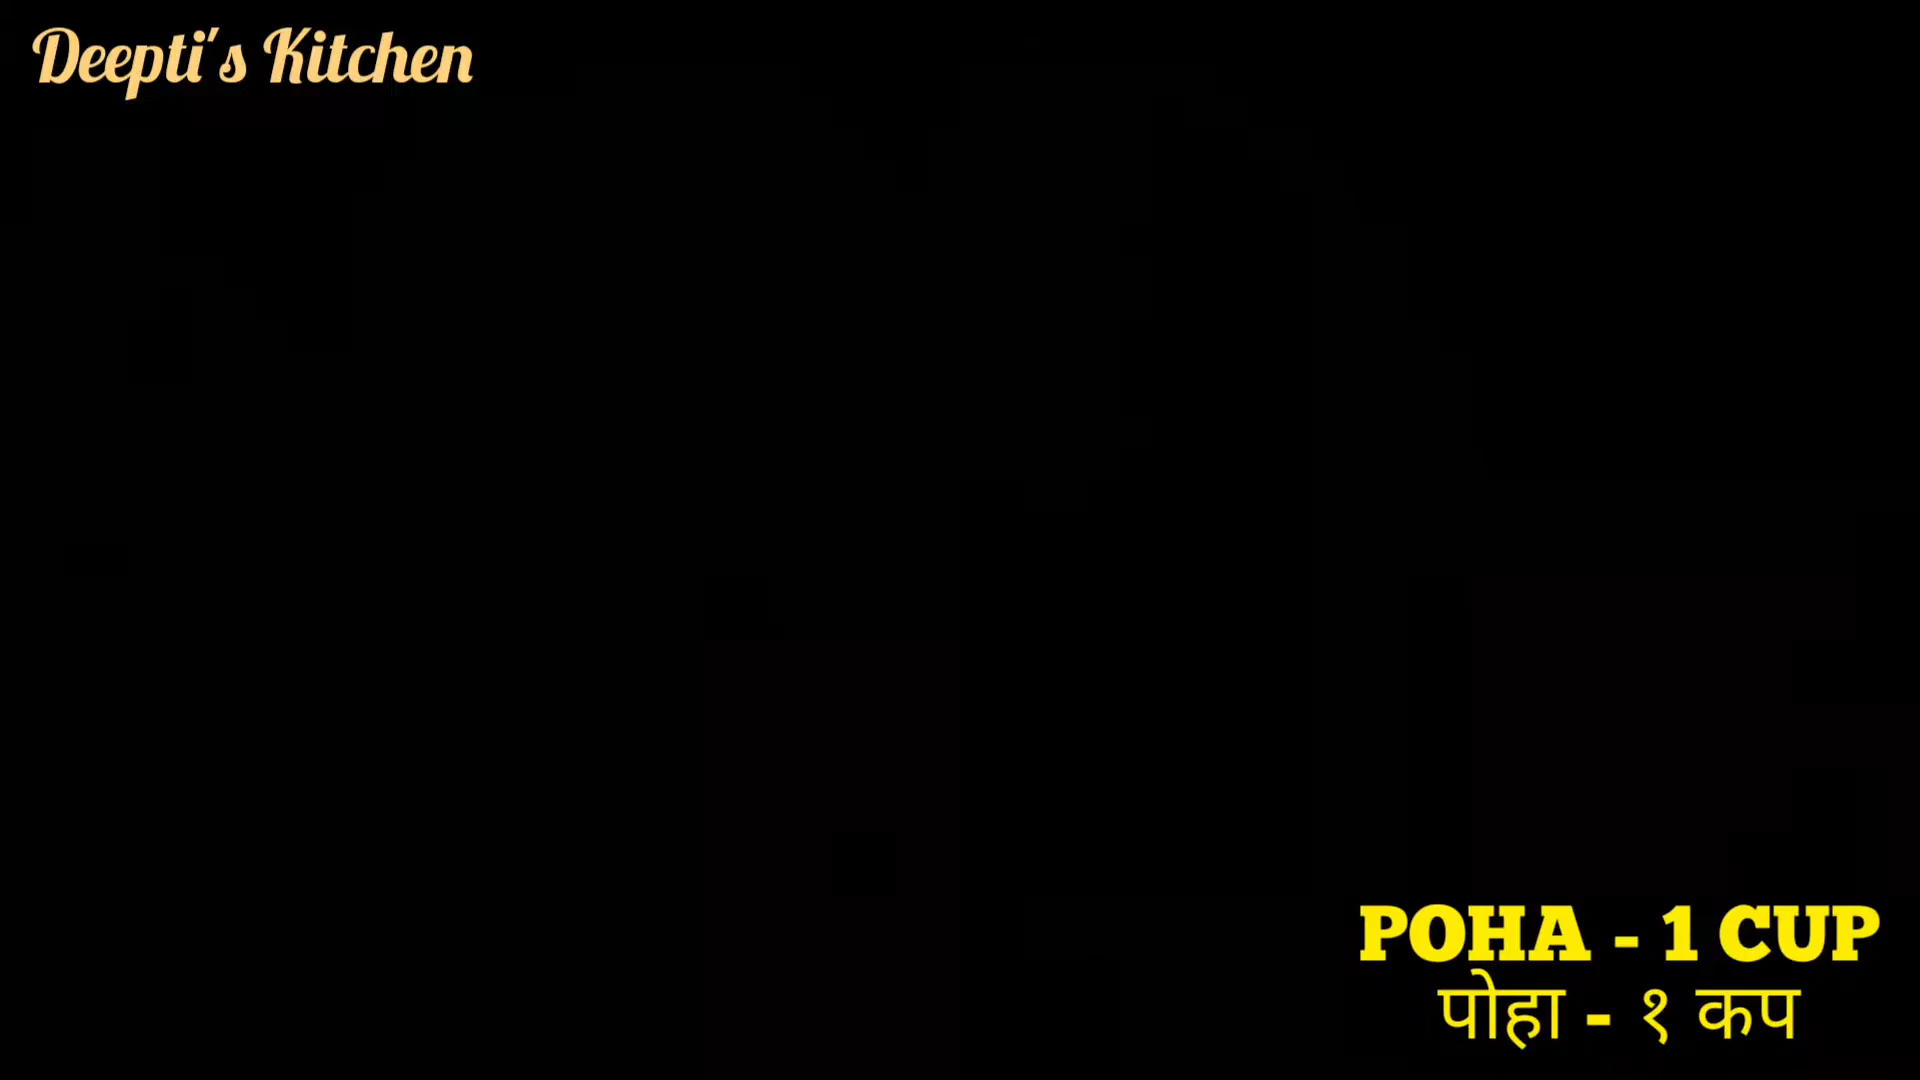 Deepti's Kitchen
POHA - 1 CUP
पोहा - १ कप